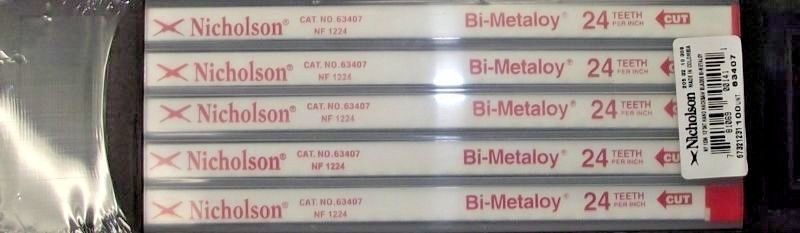 Nicholson® CAT. NO. 63407 NF 1224 Bi-Metaloy® 24 TEETH PER INCH CUT
Nicholson® CAT. NO. 63407 NF 1224 Bi-Metaloy® 24 TEETH PER INCH
Nicholson® CAT. NO. 63407 NF 1224 Bi-Metaloy® 24 TEETH PER INCH
Nicholson® CAT. NO. 63407 NF 1224 Bi-Metaloy® 24 TEETH PER INCH CUT
Nicholson® CAT. NO. 63407 NF 1224 Bi-Metaloy® 24 TEETH PER INCH CUT
Nicholson
MADE IN COLOMBIA
63407